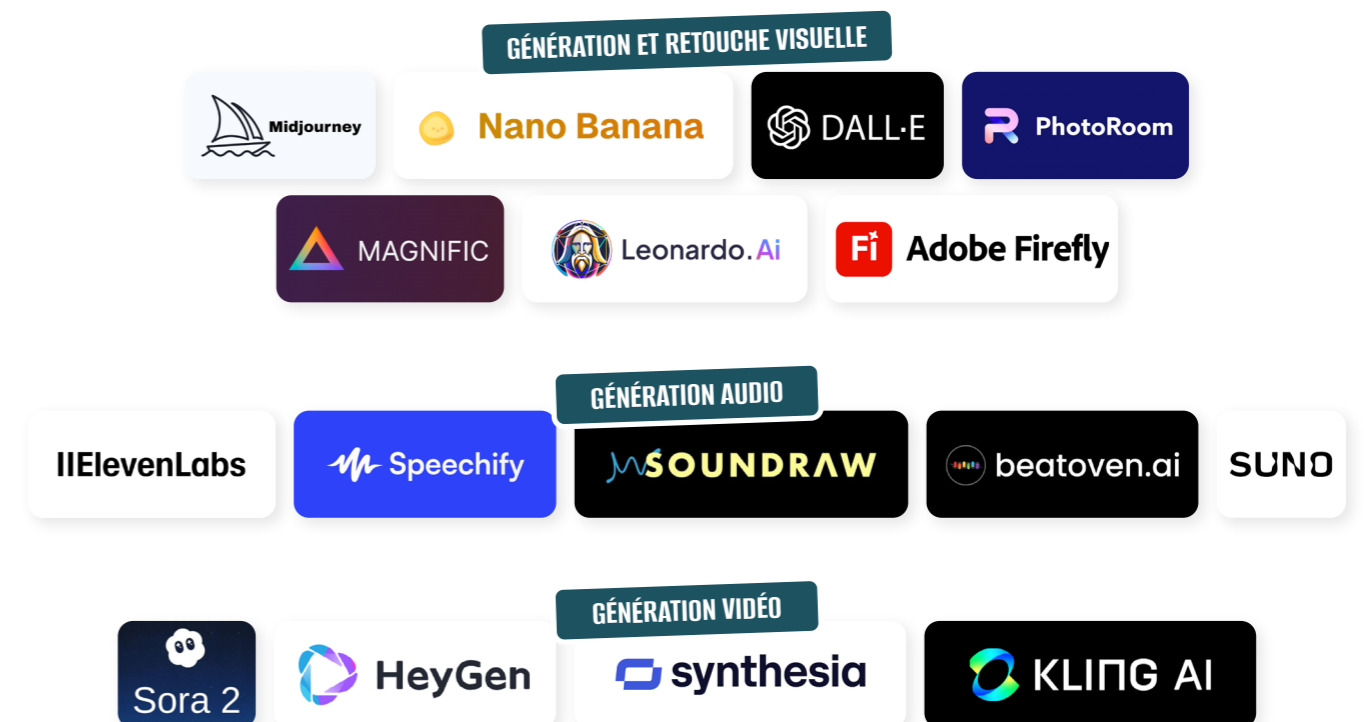 GÉNÉRATION ET RETOUCHE VISUELLE
Midjourney
Nano Banana
DALL·E
PhotoRoom
MAGNIFIC
Leonardo.Ai
Fi Adobe Firefly
GÉNÉRATION AUDIO
IIElevenLabs
Speechify
SOUNDRAW
beatoven.ai
SUNO
GÉNÉRATION VIDÉO
Sora 2
HeyGen
synthesia
KLING AI